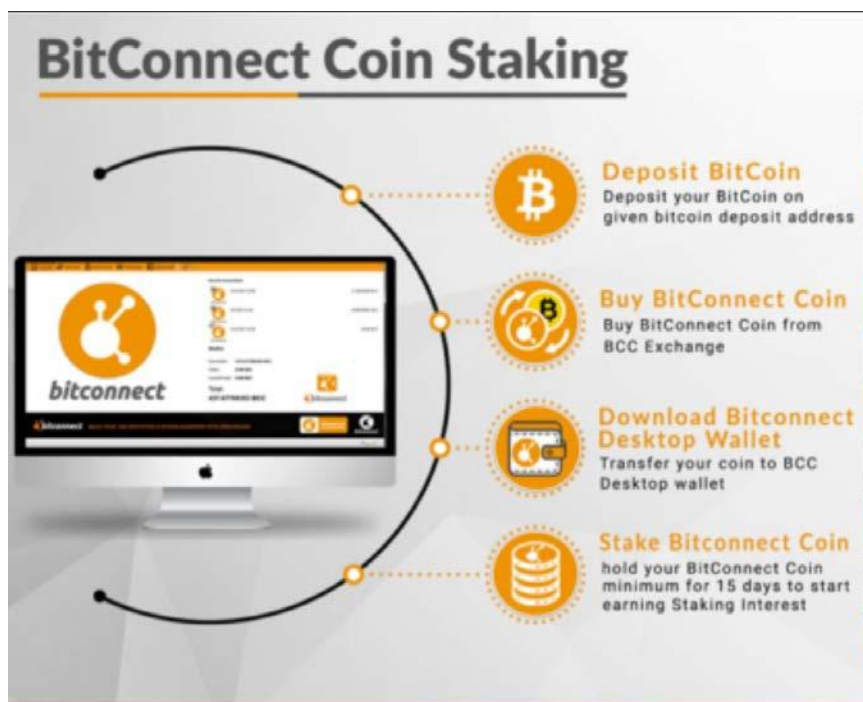 BitConnect Coin Staking
Deposit BitCoin
Deposit your BitCoin on
given bitcoin deposit address
Buy BitConnect Coin
Buy BitConnect Coin from
BCC Exchange
Download Bitconnect
Desktop Wallet
Transfer your coin to BCC
Desktop wallet
Stake Bitconnect Coin
hold your BitConnect Coin
minimum for 15 days to start
earning Staking Interest
bitconnect
bitconnect
bitconnect